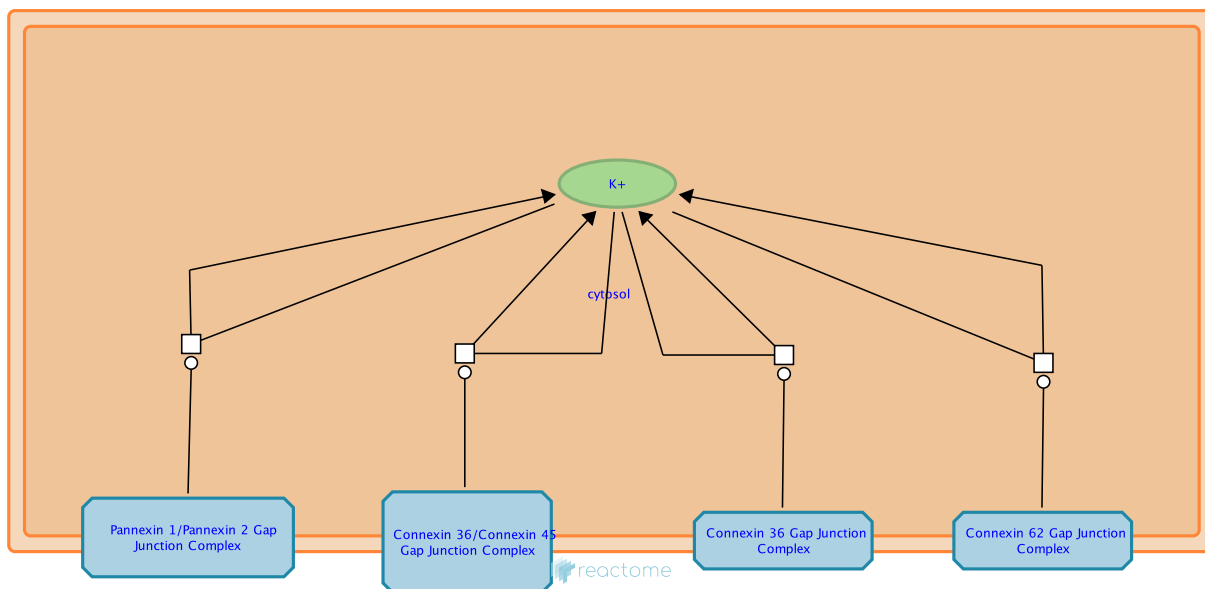 K+
cytosol
Pannexin 1/Pannexin 2 Gap
Junction Complex
Connexin 36/Connexin 45
Gap Junction Complex
Connexin 36 Gap Junction
Complex
Connexin 62 Gap Junction
Complex
reactome